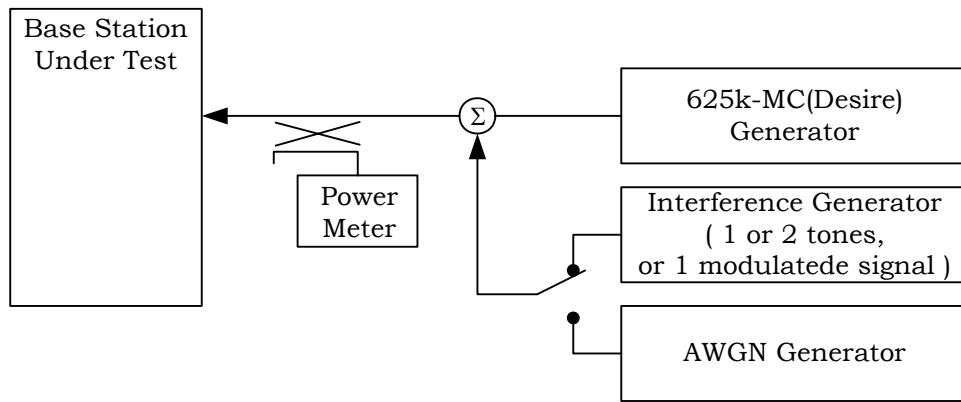 Base Station
Under Test
625k-MC(Desire)
Generator
Σ
Power
Meter
Interference Generator
( 1 or 2 tones,
or 1 modulatede signal )
AWGN Generator